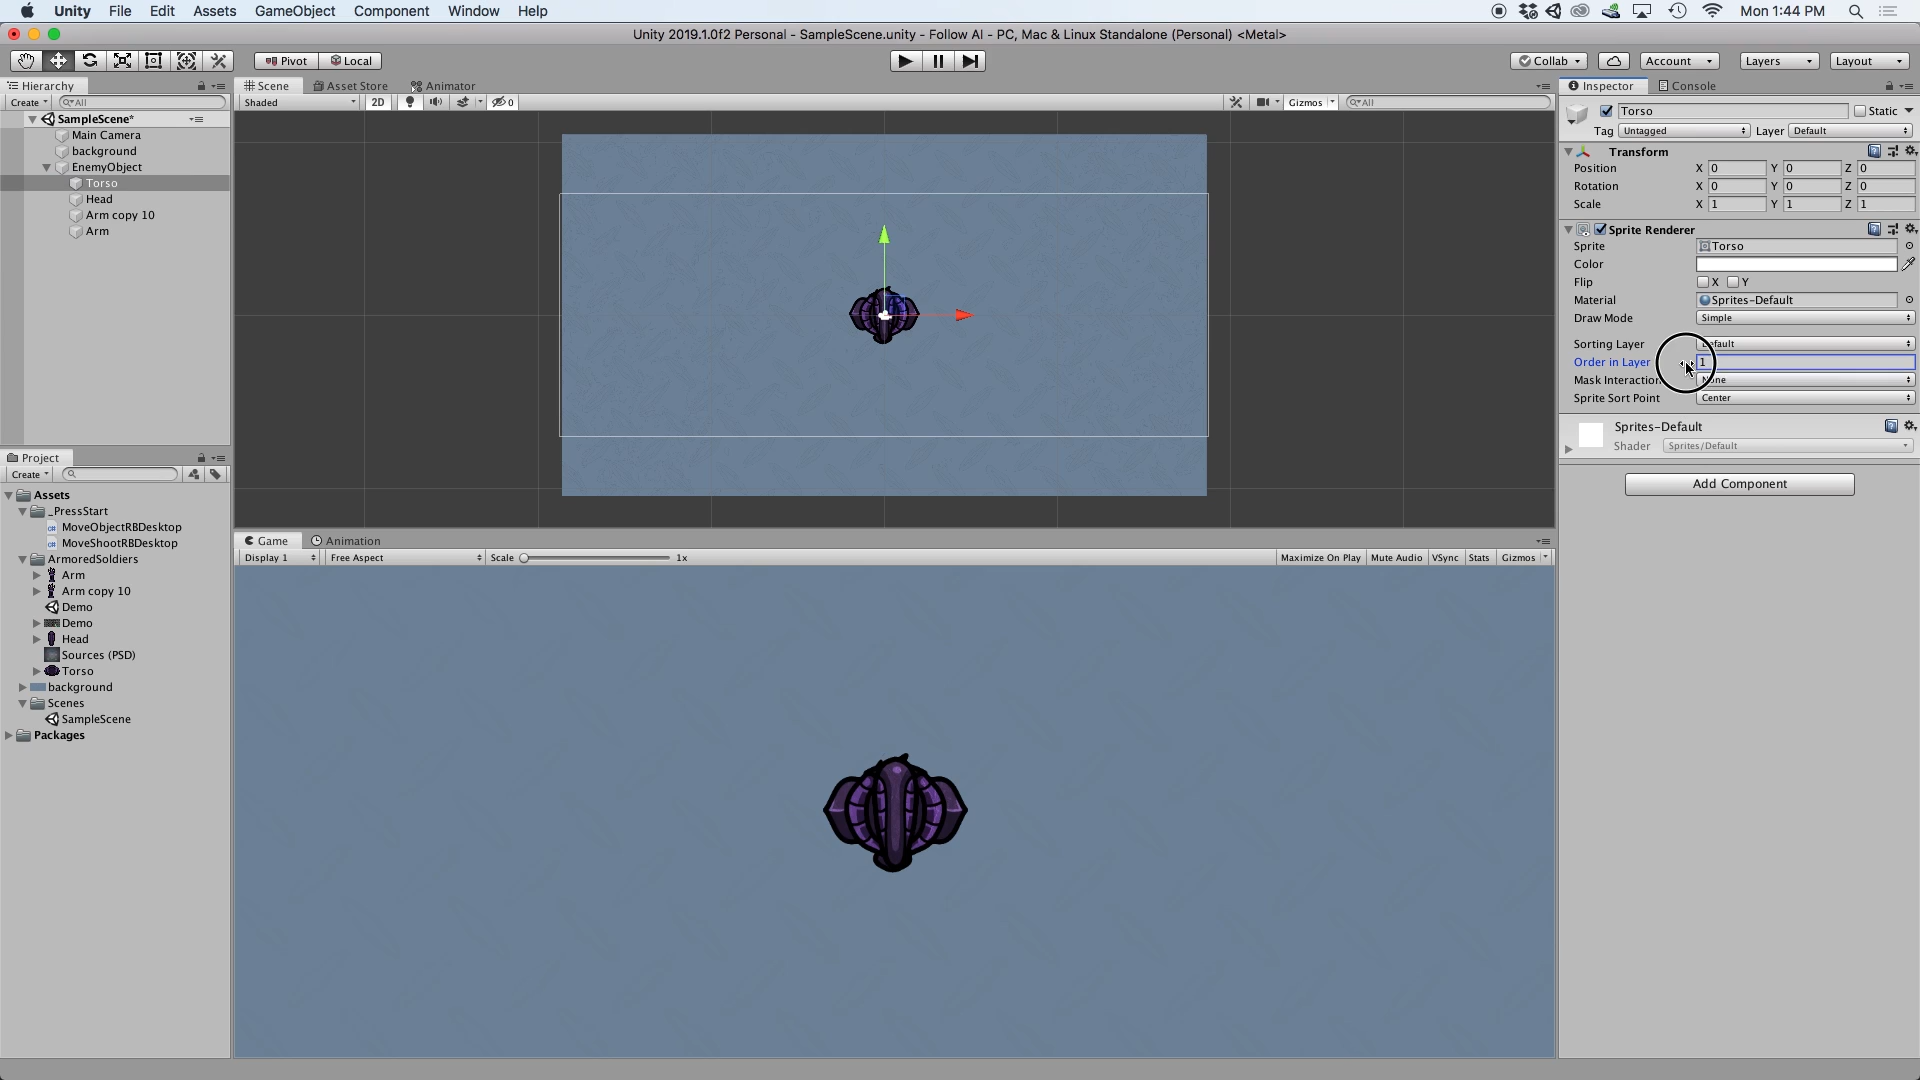 Unity File Edit Assets GameObject Component Window Help Mon 1:44 PM
Unity 2019.1.0f2 Personal - SampleScene.unity - Follow AI - PC, Mac & Linux Standalone (Personal) <Metal>
Pivot Local Collab Account Layers Layout
Hierarchy Scene Asset Store Animator Inspector Console
Create All Shaded 2D 0 Gizmos All
SampleScene*
Main Camera
background
EnemyObject
Torso
Head
Arm copy 10
Arm
Torso Static
Tag Untagged Layer Default
Transform
Position X 0 Y 0 Z 0
Rotation X 0 Y 0 Z 0
Scale X 1 Y 1 Z 1
Sprite Renderer
Sprite Torso
Color
Flip X Y
Material Sprites-Default
Draw Mode Simple
Sorting Layer Default
Order in Layer 1
Mask Interaction None
Sprite Sort Point Center
Sprites-Default
Shader Sprites/Default
Add Component
Project
Create
Assets
_PressStart
MoveObjectRBDesktop
MoveShootRBDesktop
ArmoredSoldiers
Arm
Arm copy 10
Demo
Demo
Head
Sources (PSD)
Torso
background
Scenes
SampleScene
Packages
Game Animation
Display 1 Free Aspect Scale 1x Maximize On Play Mute Audio VSync Stats Gizmos